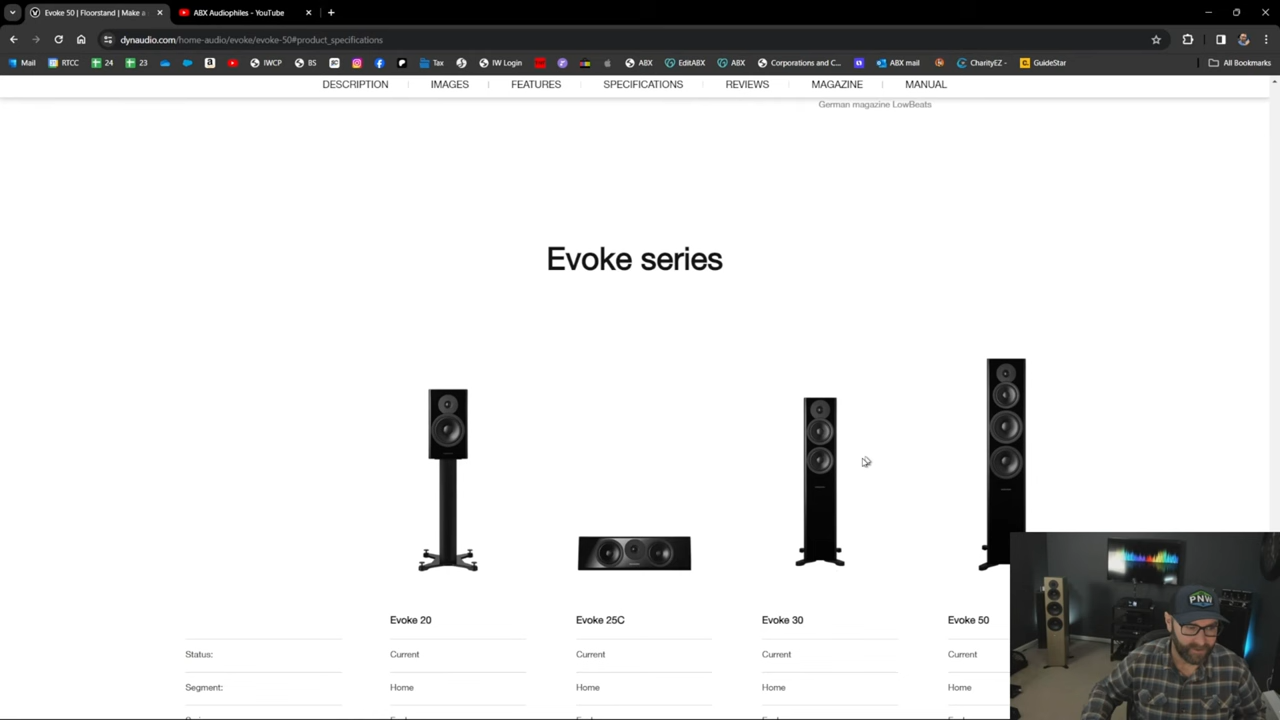 Evoke 50 | Floorstand | Make a
ABX Audiophiles - YouTube
dynaudio.com/home-audio/evoke/evoke-50#product_specifications
Mail RTCC 24 23 IWCP BS Tax IW Login ABX EditABX ABX Corporations and C... ABX mail CharityEZ - GuideStar All Bookmarks
DESCRIPTION IMAGES FEATURES SPECIFICATIONS REVIEWS MAGAZINE MANUAL
German magazine LowBeats
Evoke series
Evoke 20 Evoke 25C Evoke 30 Evoke 50
Status: Current Current Current Current
Segment: Home Home Home Home
PNW